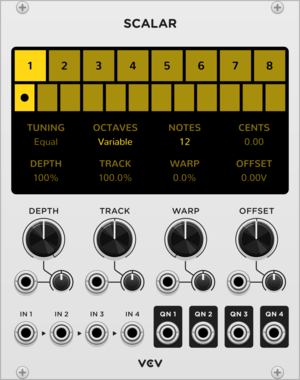 SCALAR
1 2 3 4 5 6 7 8
TUNING OCTAVES NOTES CENTS
Equal Variable 12 0.00
DEPTH TRACK WARP OFFSET
100% 100.0% 0.0% 0.00V
DEPTH TRACK WARP OFFSET
IN 1 IN 2 IN 3 IN 4 QN 1 QN 2 QN 3 QN 4
VCV